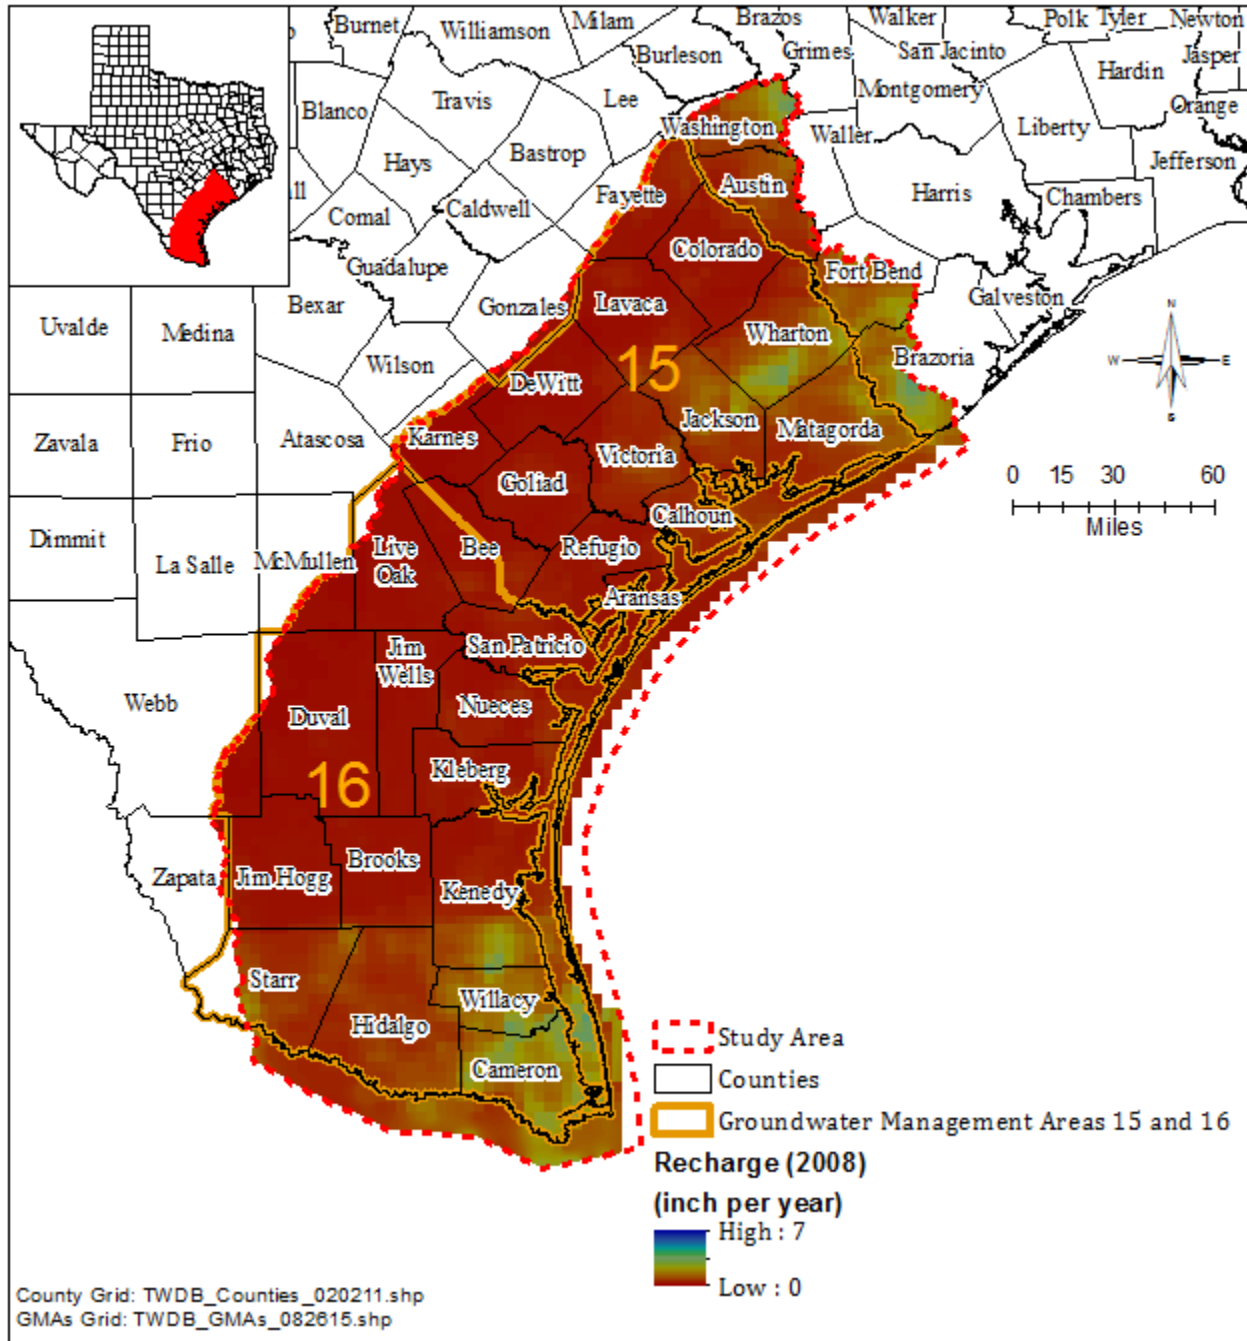 Burnet
Williamson
Milam
Brazos
Walker
Polk
Tyler
Newton
Burleson
Grimes
San Jacinto
Jasper
Hardin
Montgomery
Blanco
Travis
Lee
Orange
Washington
Waller
Liberty
Bastrop
Jefferson
Hays
Austin
Harris
Chambers
Fayette
Comal
Caldwell
Colorado
Guadalupe
Fort Bend
Bexar
Gonzales
Lavaca
Galveston
Uvalde
Medina
Wharton
Wilson
15
Brazoria
DeWitt
Jackson
Matagorda
Zavala
Frio
Atascosa
Karnes
Victoria
Goliad
Calhoun
Dimmit
La Salle
McMullen
Live
Oak
Bee
Refugio
Aransas
San Patricio
Jim
Wells
Webb
Duval
Nueces
Kleberg
16
Brooks
Zapata
Jim Hogg
Kenedy
Starr
Willacy
Hidalgo
Cameron
N
W
E
S
0 15 30 60
Miles
Study Area
Counties
Groundwater Management Areas 15 and 16
Recharge (2008)
(inch per year)
High : 7
Low : 0
County Grid: TWDB_Counties_020211.shp
GMAs Grid: TWDB_GMAs_082615.shp